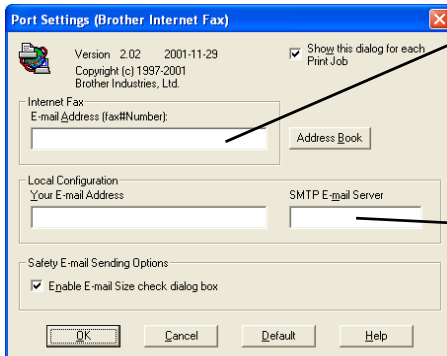 Port Settings (Brother Internet Fax)
Version 2.02 2001-11-29
Copyright (c) 1997-2001
Brother Industries, Ltd.
Show this dialog for each
Print Job
Internet Fax
E-mail Address (fax#Number):
Address Book
Local Configuration
Your E-mail Address
SMTP E-mail Server
Safety E-mail Sending Options
Enable E-mail Size check dialog box
OK
Cancel
Default
Help